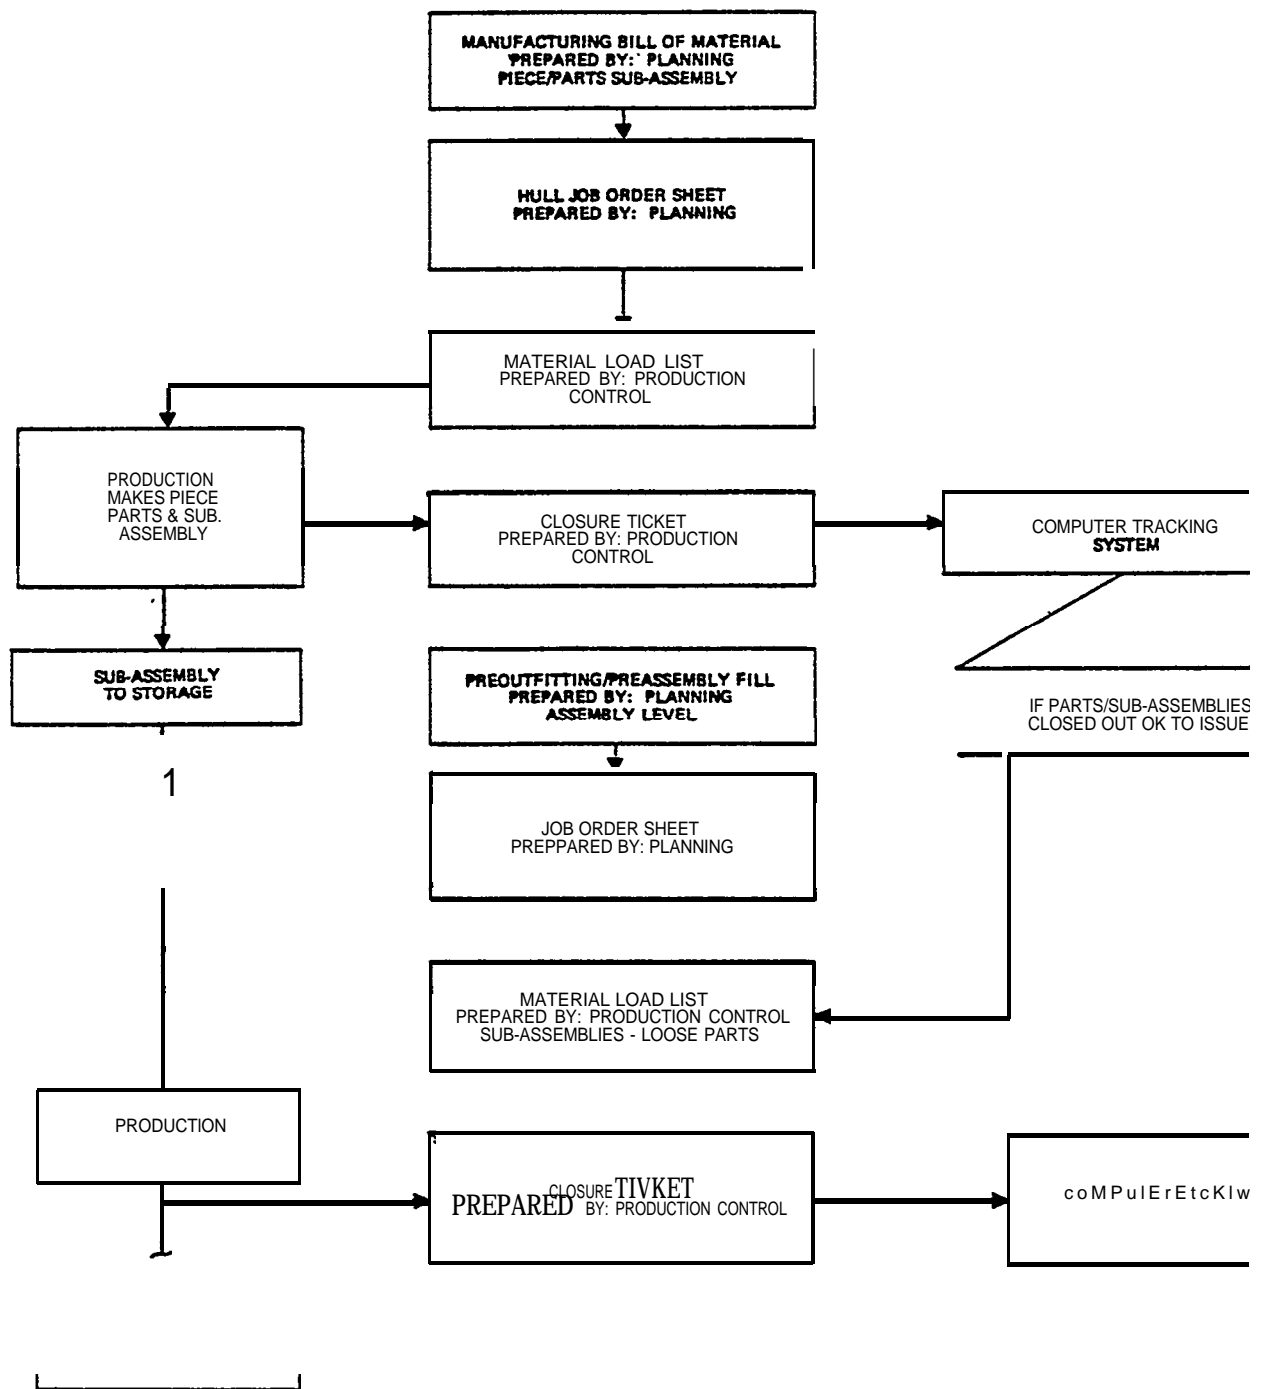 MANUFACTURING BILL OF MATERIAL
PREPARED BY: PLANNING
PIECE/PARTS SUB-ASSEMBLY
HULL JOB ORDER SHEET
PREPARED BY: PLANNING
MATERIAL LOAD LIST
PREPARED BY: PRODUCTION
CONTROL
PRODUCTION
MAKES PIECE
PARTS & SUB.
ASSEMBLY
CLOSURE TICKET
PREPARED BY: PRODUCTION
CONTROL
COMPUTER TRACKING
SYSTEM
SUB-ASSEMBLY
TO STORAGE
PREOUTFITTING/PREASSEMBLY FILL
PREPARED BY: PLANNING
ASSEMBLY LEVEL
IF PARTS/SUB-ASSEMBLIES
CLOSED OUT OK TO ISSUE
1
JOB ORDER SHEET
PREPPARED BY: PLANNING
MATERIAL LOAD LIST
PREPARED BY: PRODUCTION CONTROL
SUB-ASSEMBLIES - LOOSE PARTS
PRODUCTION
CLOSURE TIVKET
PREPARED BY: PRODUCTION CONTROL
coMPulErEtcKlw